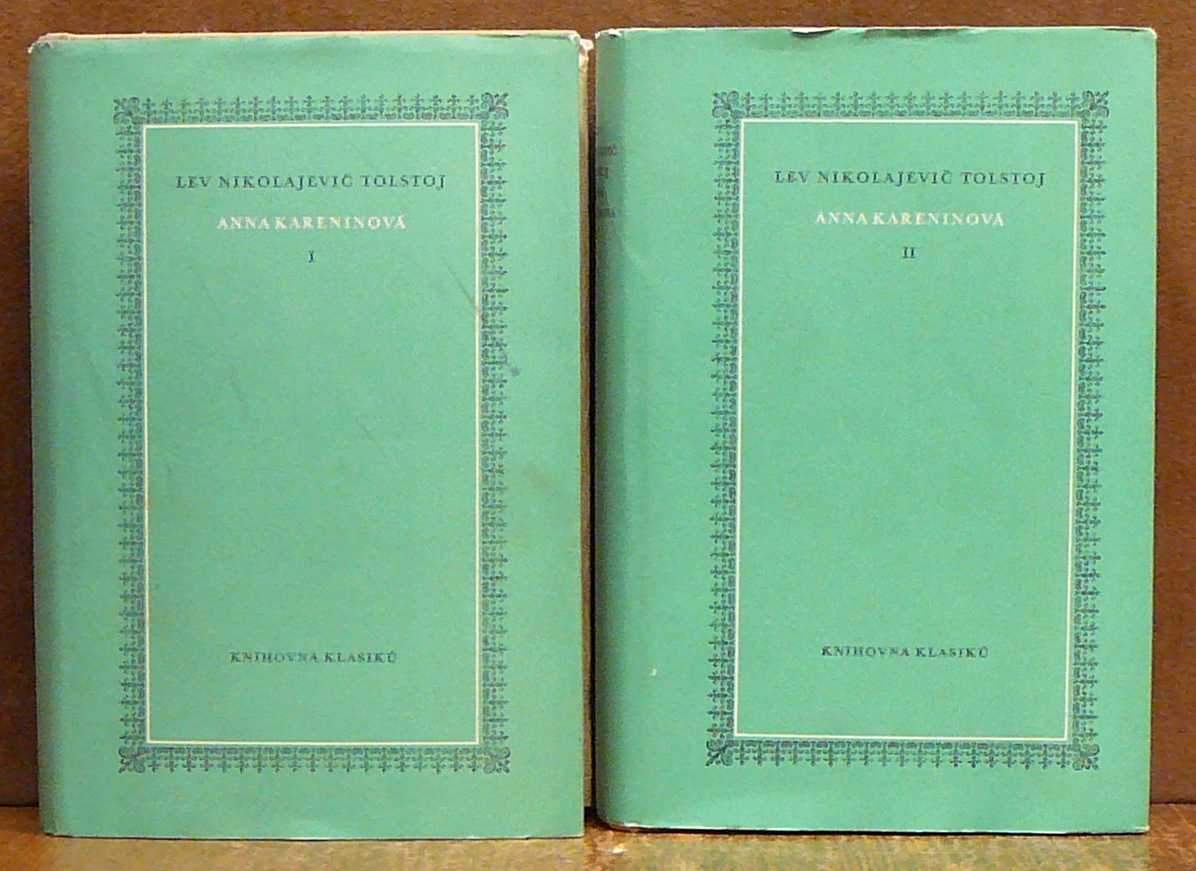 LEV NIKOLAJEVIČ TOLSTOJ
ANNA KARENINOVÁ
I
KNIHOVNA KLASIKŮ
LEV NIKOLAJEVIČ TOLSTOJ
ANNA KARENINOVÁ
II
KNIHOVNA KLASIKŮ